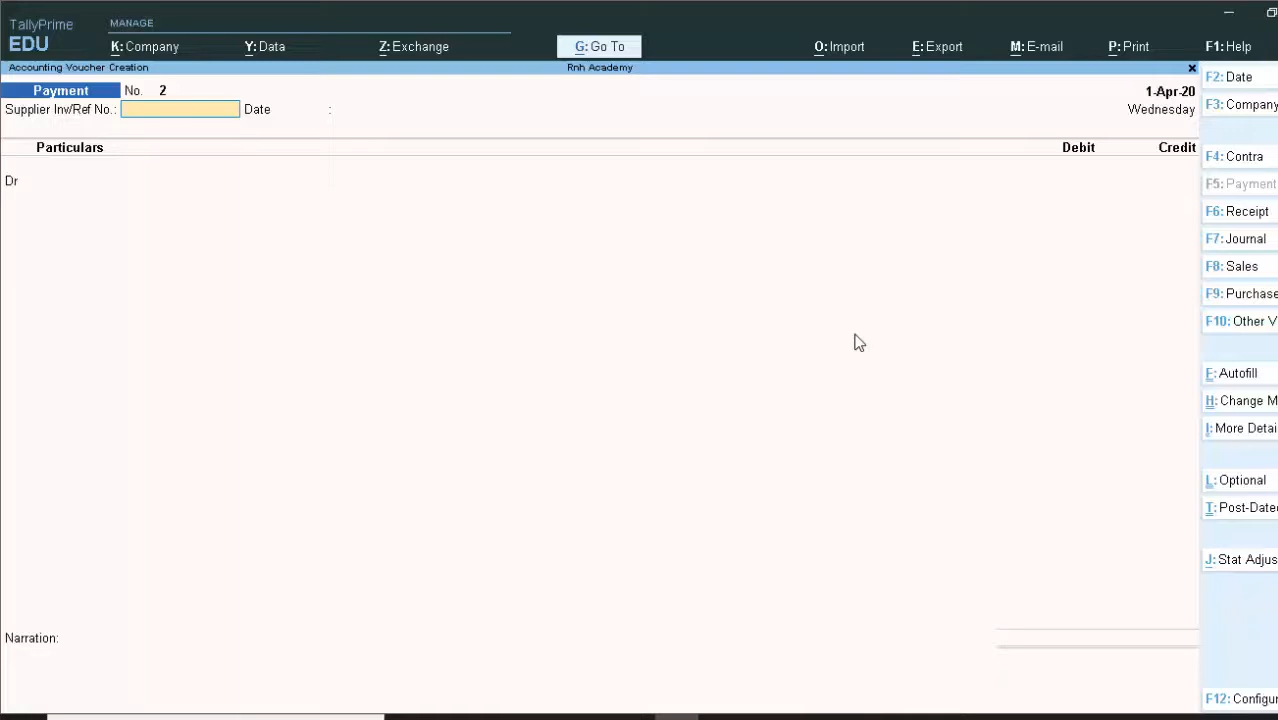 TallyPrime
EDU
MANAGE
K: Company
Y: Data
Z: Exchange
G: Go To
O: Import
E: Export
M: E-mail
P: Print
F1: Help
Accounting Voucher Creation
Rnh Academy
×
Payment No. 2
1-Apr-20
Supplier Inv/Ref No.: Date :
Wednesday
Particulars Debit Credit
Dr
Narration:
F2: Date
F3: Company
F4: Contra
F5: Payment
F6: Receipt
F7: Journal
F8: Sales
F9: Purchase
F10: Other V
F: Autofill
H: Change M
I: More Detai
L: Optional
T: Post-Date
J: Stat Adjus
F12: Configur